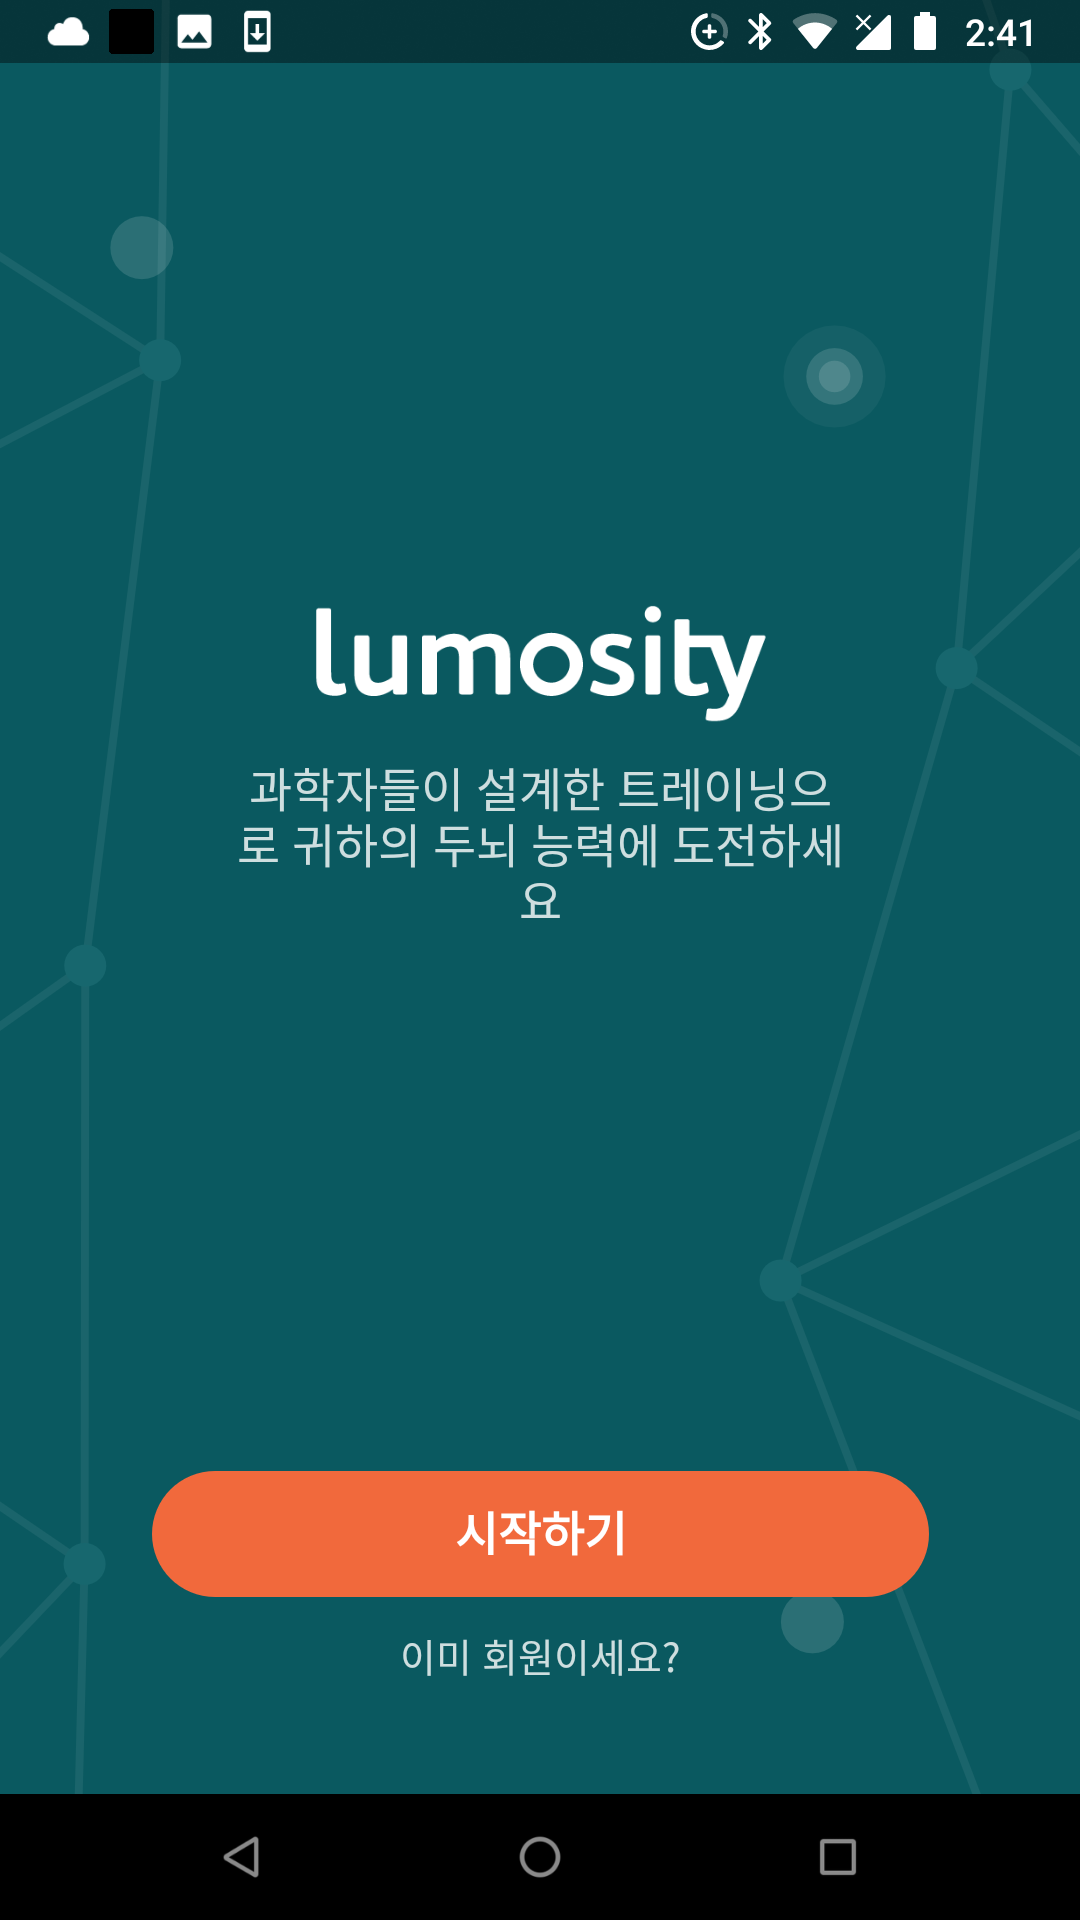 2:41
lumosity
과학자들이 설계한 트레이닝으
로 귀하의 두뇌 능력에 도전하세
요
시작하기
이미 회원이세요?